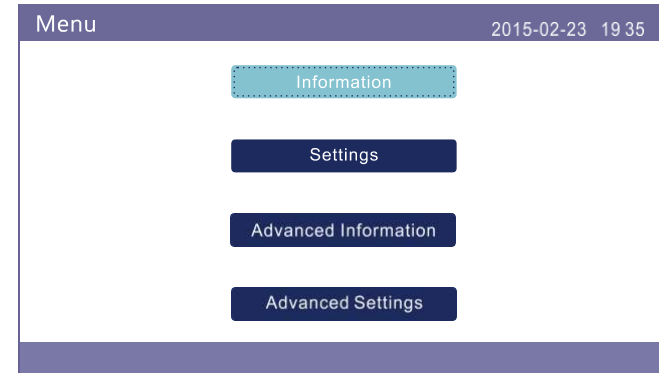 Menu
2015-02-23 19 35
Information
Settings
Advanced Information
Advanced Settings